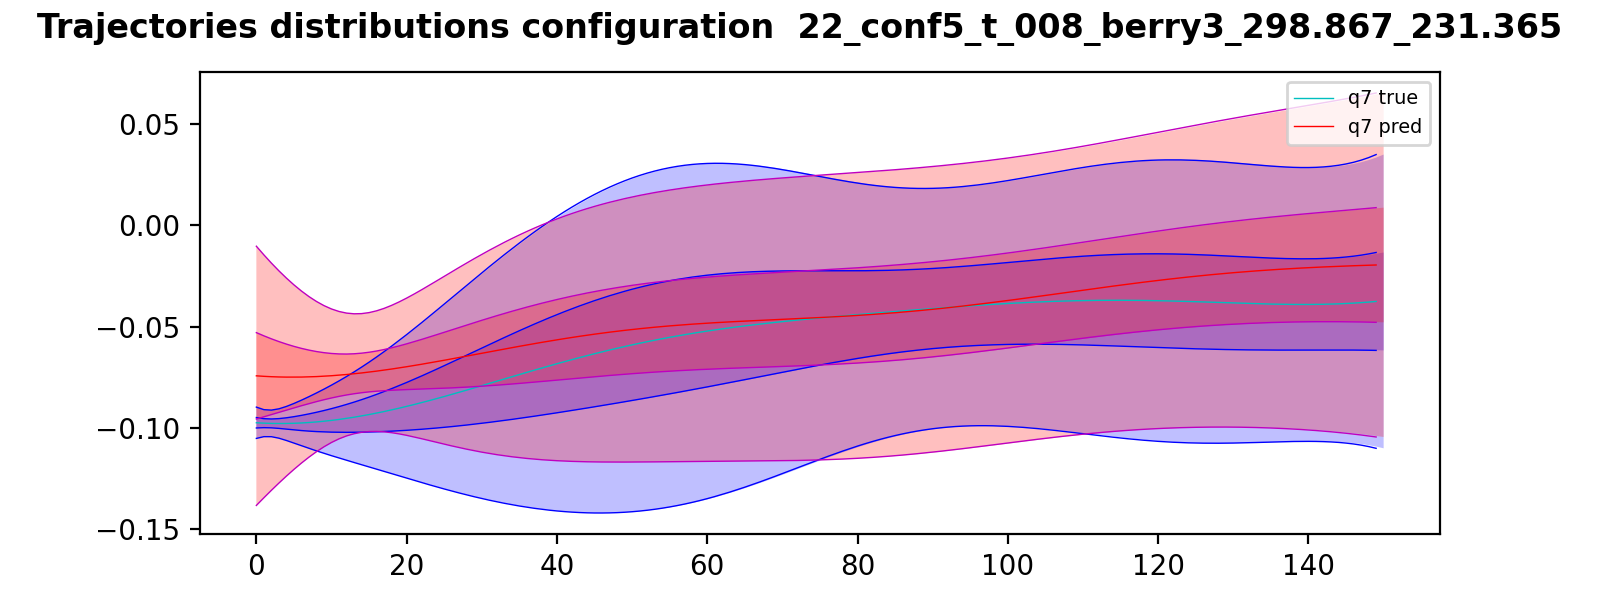 Trajectories distributions configuration  22_conf5_t_008_berry3_298.867_231.365
q7 true
q7 pred
0.05
0.00
−0.05
−0.10
−0.15
0 20 40 60 80 100 120 140